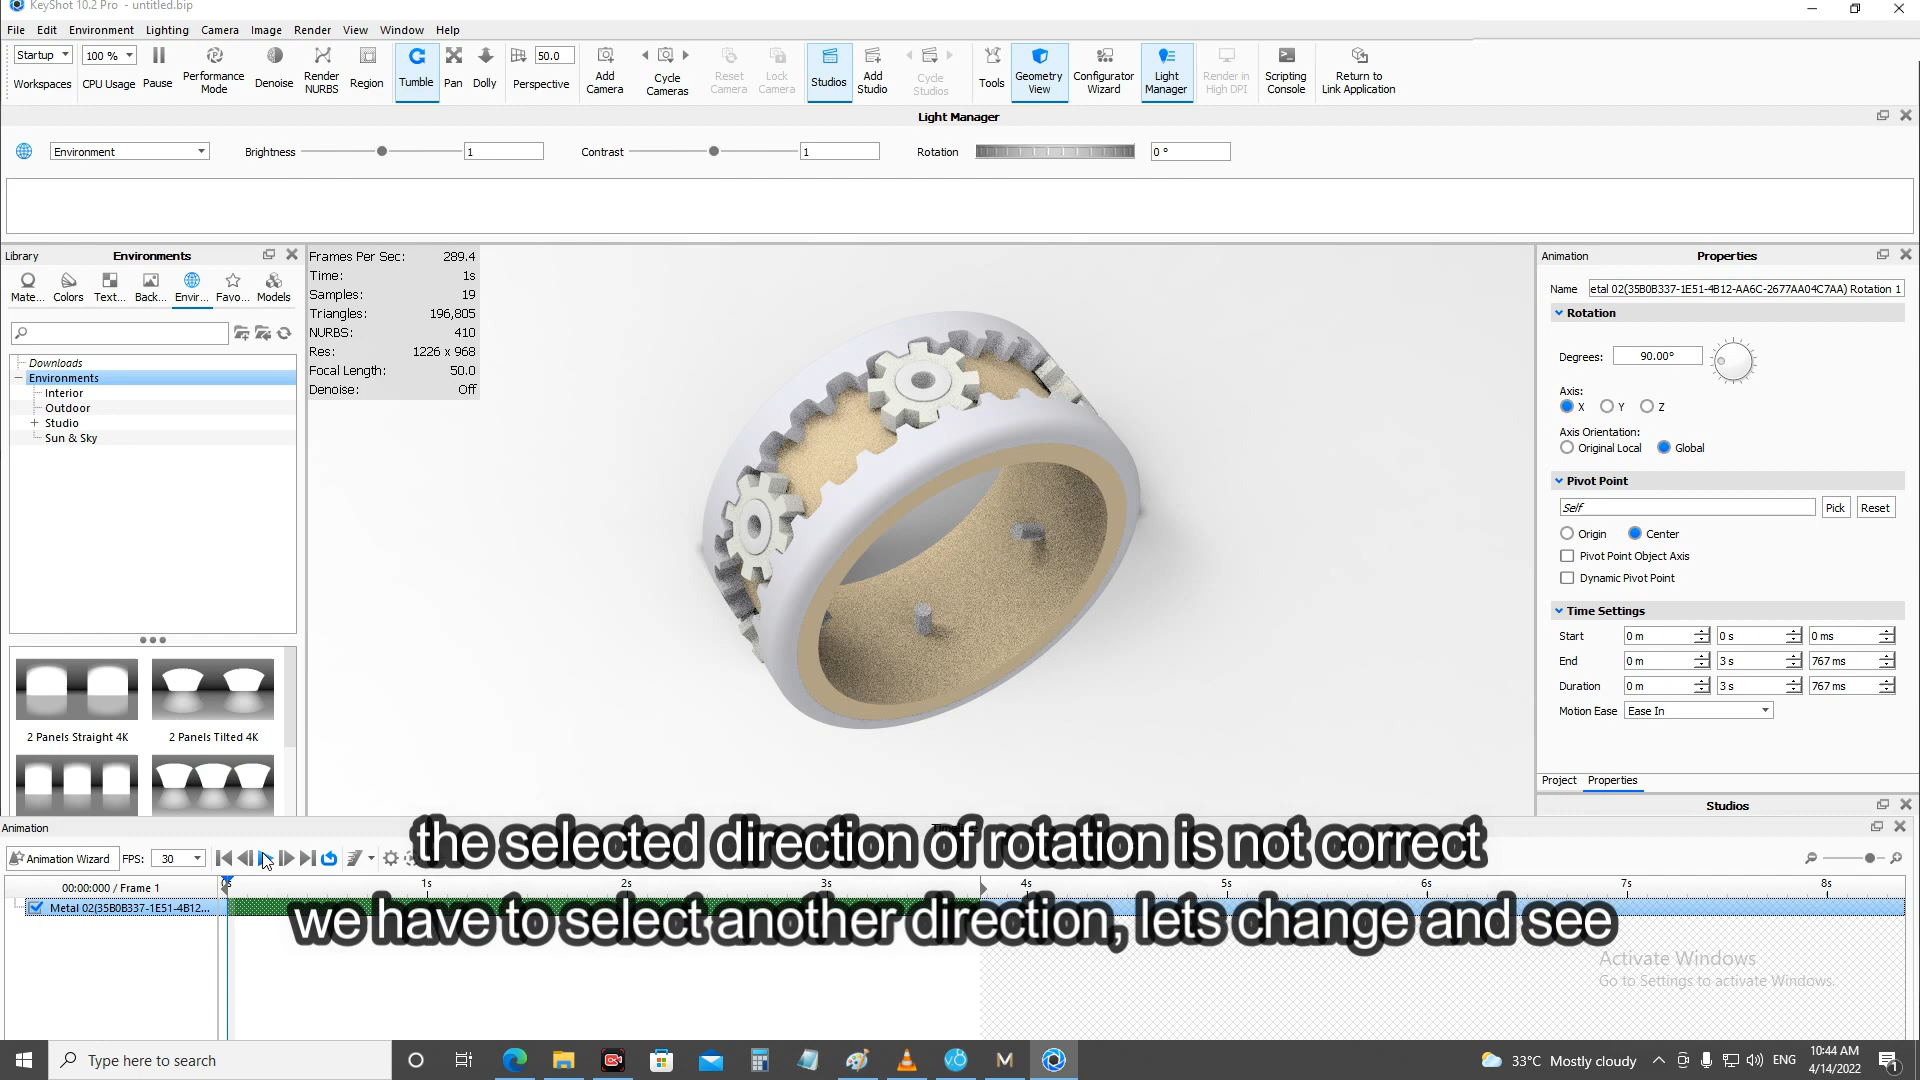 KeyShot 10.2 Pro - untitled.bip
File Edit Environment Lighting Camera Image Render View Window Help
Startup 100 % 50.0
Workspaces CPU Usage Pause Performance Mode Denoise Render NURBS Region Tumble Pan Dolly Perspective Add Camera Cycle Cameras Reset Camera Lock Camera Studios Add Studio Cycle Studios Tools Geometry View Configurator Wizard Light Manager Render in High DPI Scripting Console Return to Link Application
Light Manager
Environment Brightness 1 Contrast 1 Rotation 0 °
Library Environments
Mate... Colors Text... Back... Envir... Favo... Models
Downloads
Environments
Interior
Outdoor
Studio
Sun & Sky
2 Panels Straight 4K 2 Panels Tilted 4K
Frames Per Sec: 289.4
Time: 1s
Samples: 19
Triangles: 196,805
NURBS: 410
Res: 1226 x 968
Focal Length: 50.0
Denoise: Off
Animation Properties
Name etal 02(35B0B337-1E51-4B12-AA6C-2677AA04C7AA) Rotation 1
Rotation
Degrees: 90.00°
Axis:
X Y Z
Axis Orientation:
Original Local Global
Pivot Point
Self Pick Reset
Origin Center
Pivot Point Object Axis
Dynamic Pivot Point
Time Settings
Start 0 m 0 s 0 ms
End 0 m 3 s 767 ms
Duration 0 m 3 s 767 ms
Motion Ease Ease In
Project Properties
Studios
Animation
Animation Wizard FPS: 30
the selected direction of rotation is not correct
00:00:000 / Frame 1 0s 1s 2s 3s 4s 5s 6s 7s 8s
Metal 02(35B0B337-1E51-4B12...
we have to select another direction, lets change and see
Activate Windows
Go to Settings to activate Windows.
Type here to search
33°C Mostly cloudy ENG 10:44 AM
4/14/2022
1